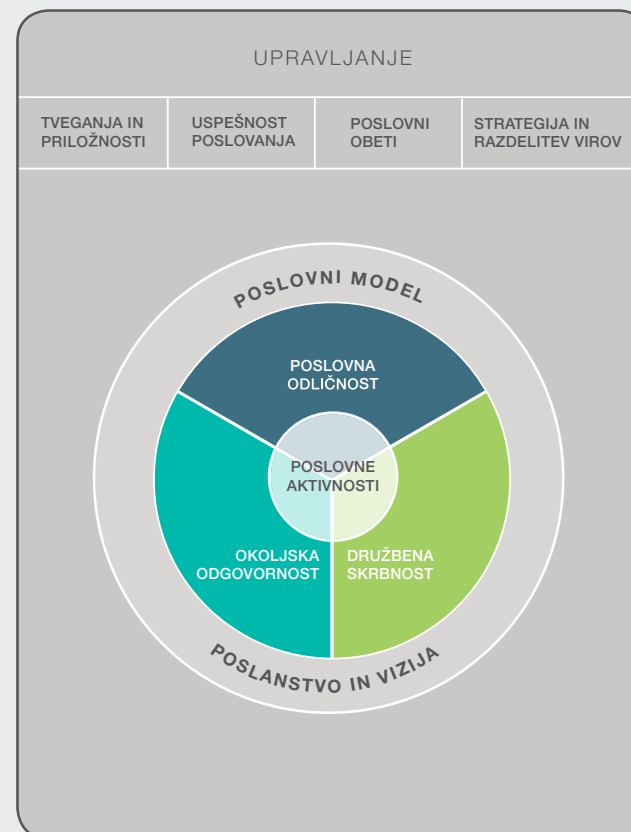 UPRAVLJANJE
TVEGANJA IN
PRILOŽNOSTI
USPEŠNOST
POSLOVANJA
POSLOVNI
OBETI
STRATEGIJA IN
RAZDELITEV VIROV
POSLOVNI MODEL
POSLOVNA
ODLIČNOST
POSLOVNE
AKTIVNOSTI
OKOLJSKA
ODGOVORNOST
DRUŽBENA
SKRBNOST
POSLANSTVO IN VIZIJA